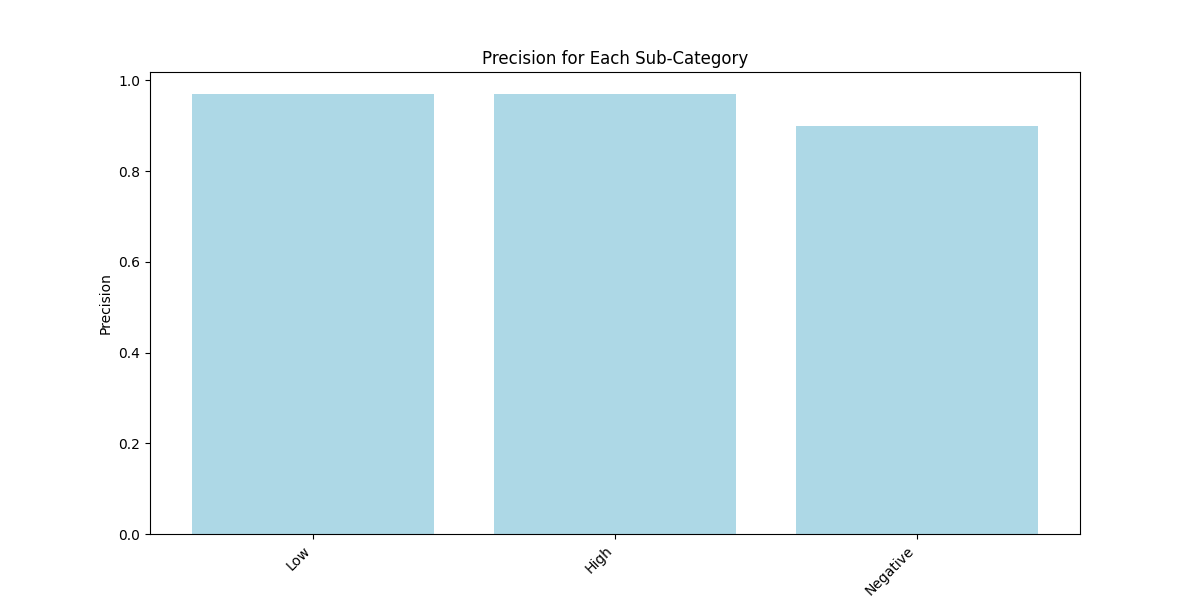 Precision for Each Sub-Category
1.0
0.8
0.6
0.4
0.2
0.0
Precision
Low
High
Negative